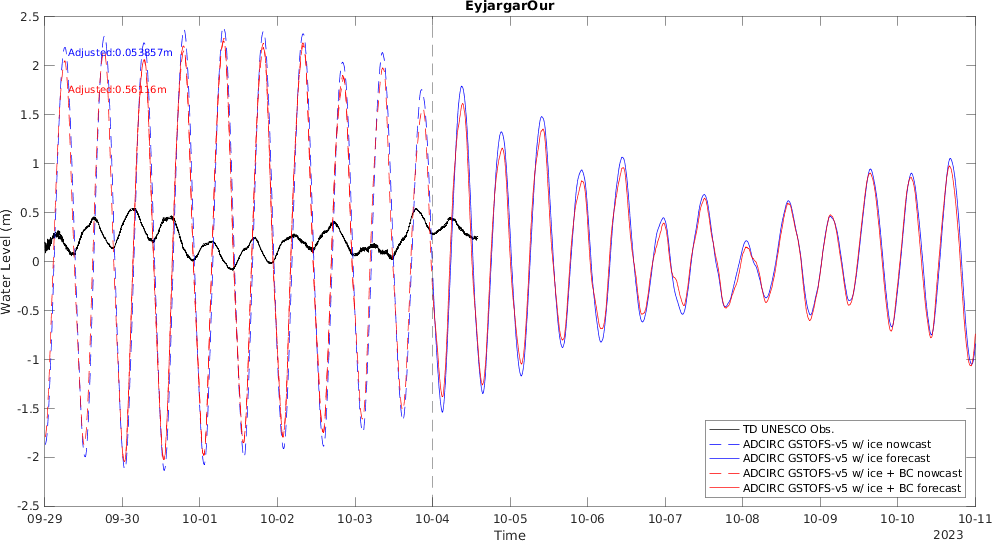 EyjargarOur
2.5
2
1.5
1
0.5
0
-0.5
-1
-1.5
-2
-2.5
Water Level (m)
Adjusted:0.053857m
Adjusted:0.56116m
TD UNESCO Obs.
ADCIRC GSTOFS-v5 w/ ice nowcast
ADCIRC GSTOFS-v5 w/ ice forecast
ADCIRC GSTOFS-v5 w/ ice + BC nowcast
ADCIRC GSTOFS-v5 w/ ice + BC forecast
09-29 09-30 10-01 10-02 10-03 10-04 10-05 10-06 10-07 10-08 10-09 10-10 10-11
Time
2023